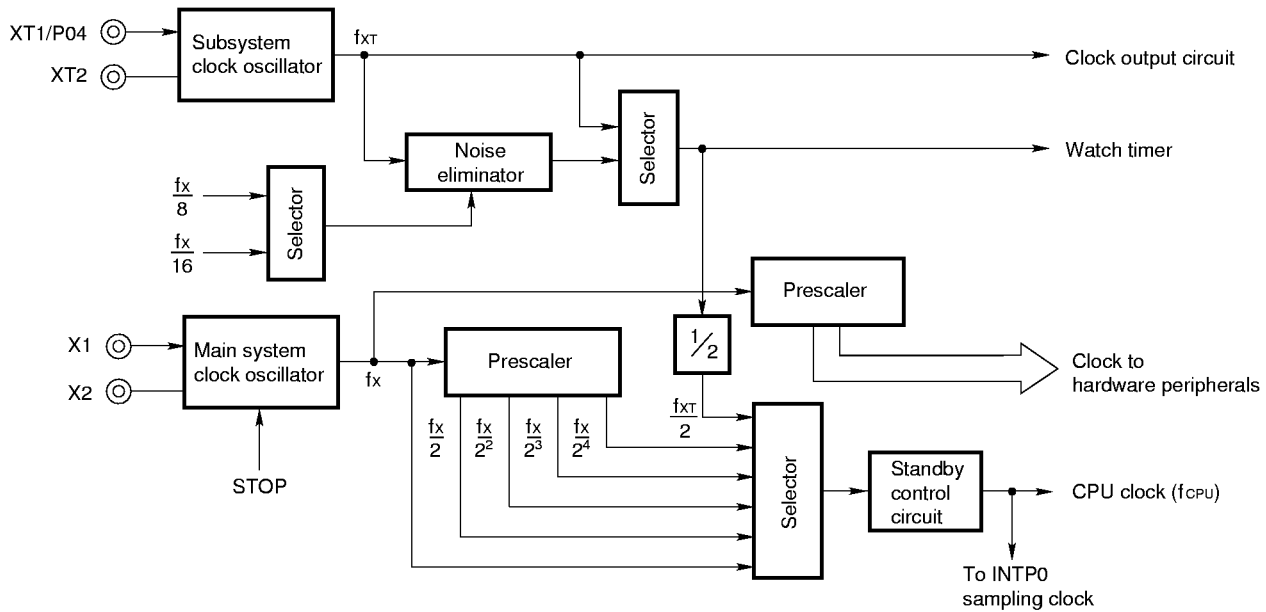 XT1/P04
XT2
Subsystem
clock oscillator
fXT
Clock output circuit
Selector
Noise
eliminator
Watch timer
fX
8
fX
16
Selector
Prescaler
X1
X2
Main system
clock oscillator
fX
Prescaler
1/2
Clock to
hardware peripherals
fX
2
fX
2²
fX
2³
fX
2⁴
fXT
2
STOP
Selector
Standby
control
circuit
CPU clock (fCPU)
To INTP0
sampling clock